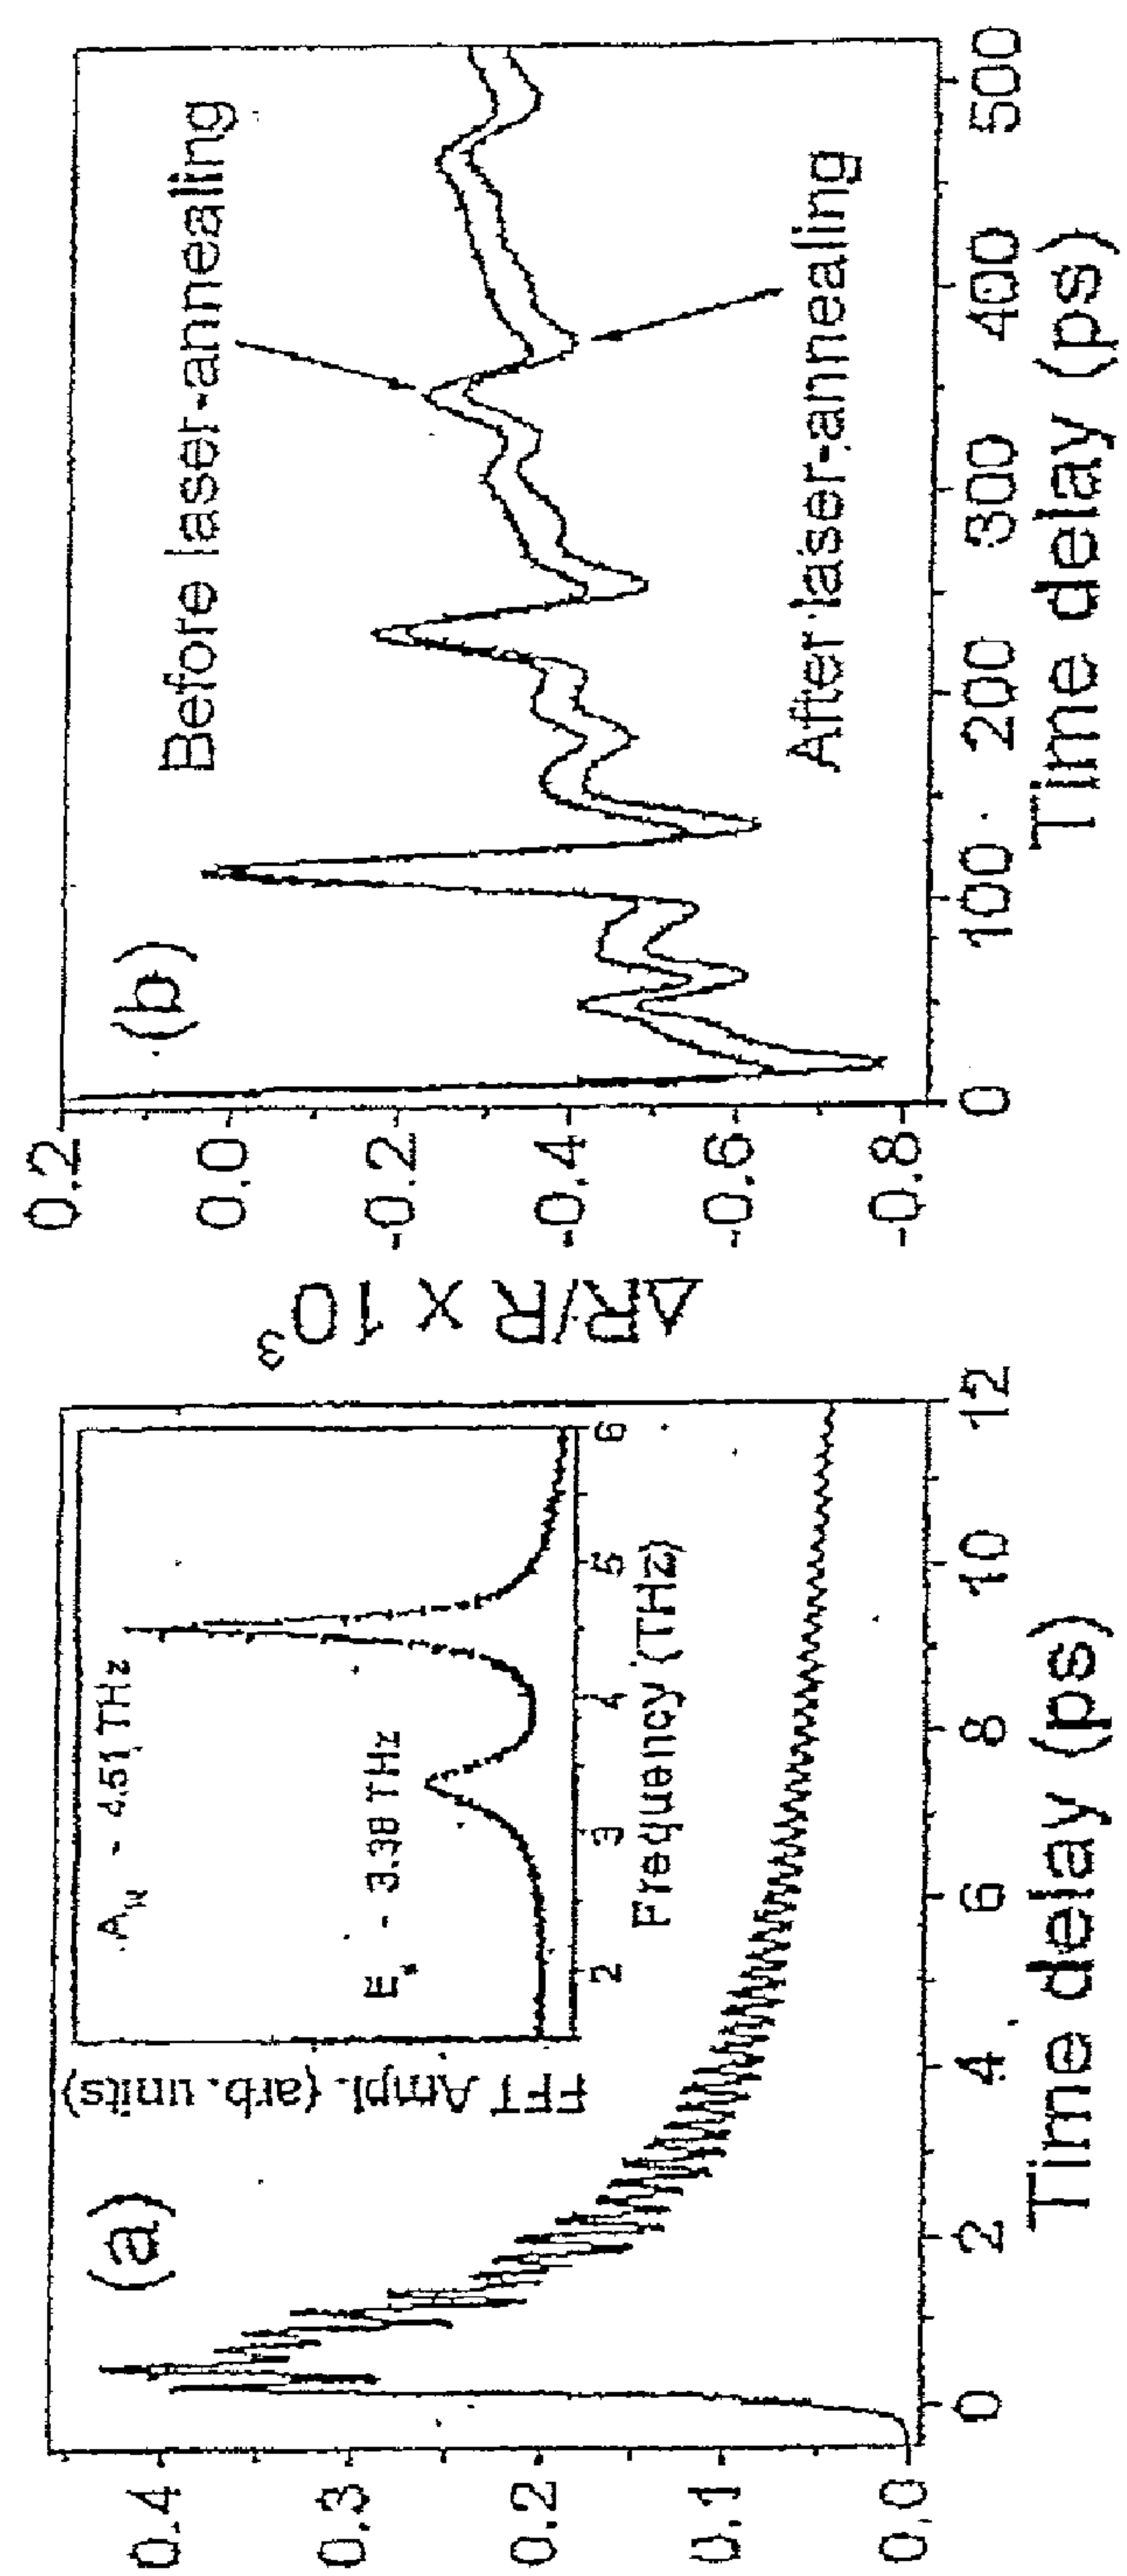 (a)
0.4
0.3
0.2
0.1
0.0
0
2
4
6
8
10
12
Time delay (ps)
FFT Ampl. (arb. units)
- 4.51 THz
- 3.38 THz
2
3
4
5
6
Frequency (THz)
ΔR/R x 10³
(b)
0.2
0.0
-0.2
-0.4
-0.6
-0.8
Before laser-annealing
After laser-annealing
0
100
200
300
400
500
Time delay (ps)